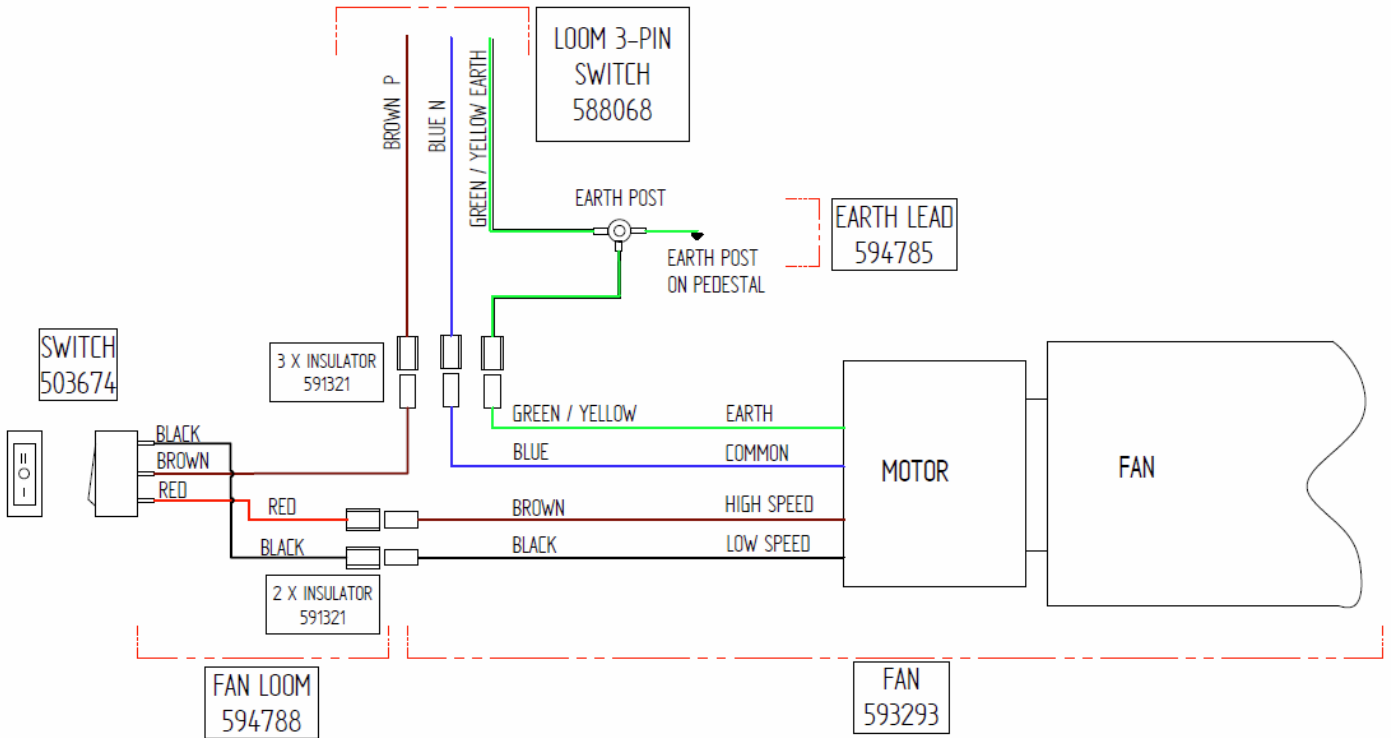 LOOM 3-PIN
SWITCH
588068
BROWN P
BLUE N
GREEN / YELLOW EARTH
EARTH POST
EARTH POST
ON PEDESTAL
EARTH LEAD
594785
SWITCH
503674
3 X INSULATOR
591321
GREEN / YELLOW
EARTH
BLUE
COMMON
BLACK
BROWN
RED
RED
BROWN
HIGH SPEED
BLACK
BLACK
LOW SPEED
MOTOR
FAN
2 X INSULATOR
591321
FAN LOOM
594788
FAN
593293
II
O
I